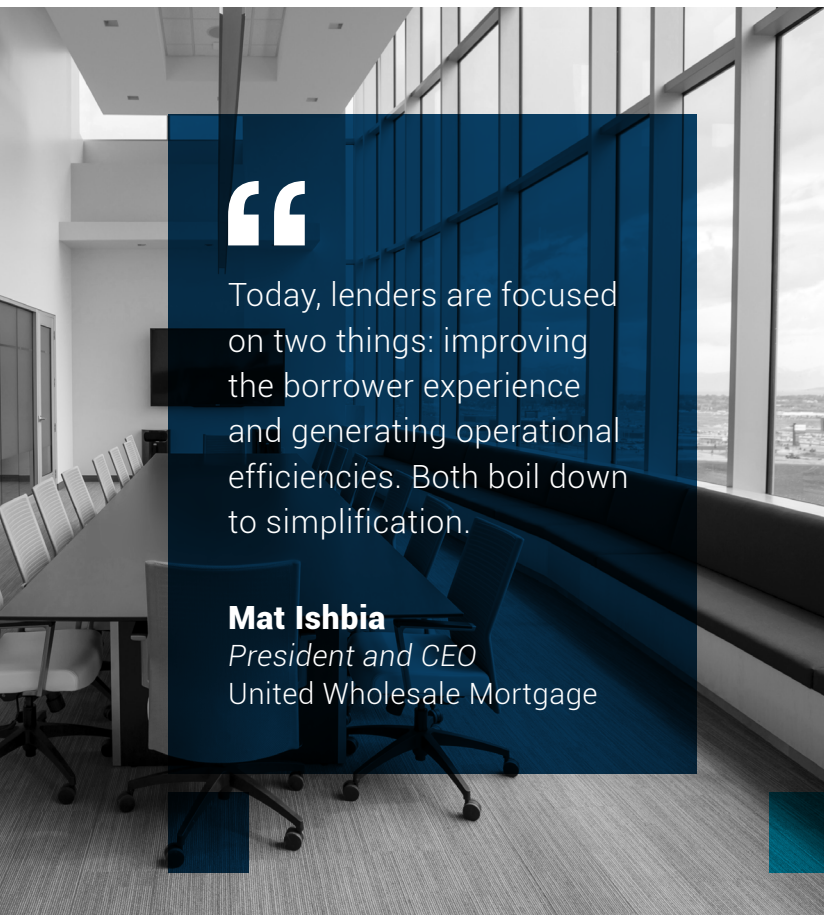 “
Today, lenders are focused
on two things: improving
the borrower experience
and generating operational
efficiencies. Both boil down
to simplification.
Mat Ishbia
President and CEO
United Wholesale Mortgage